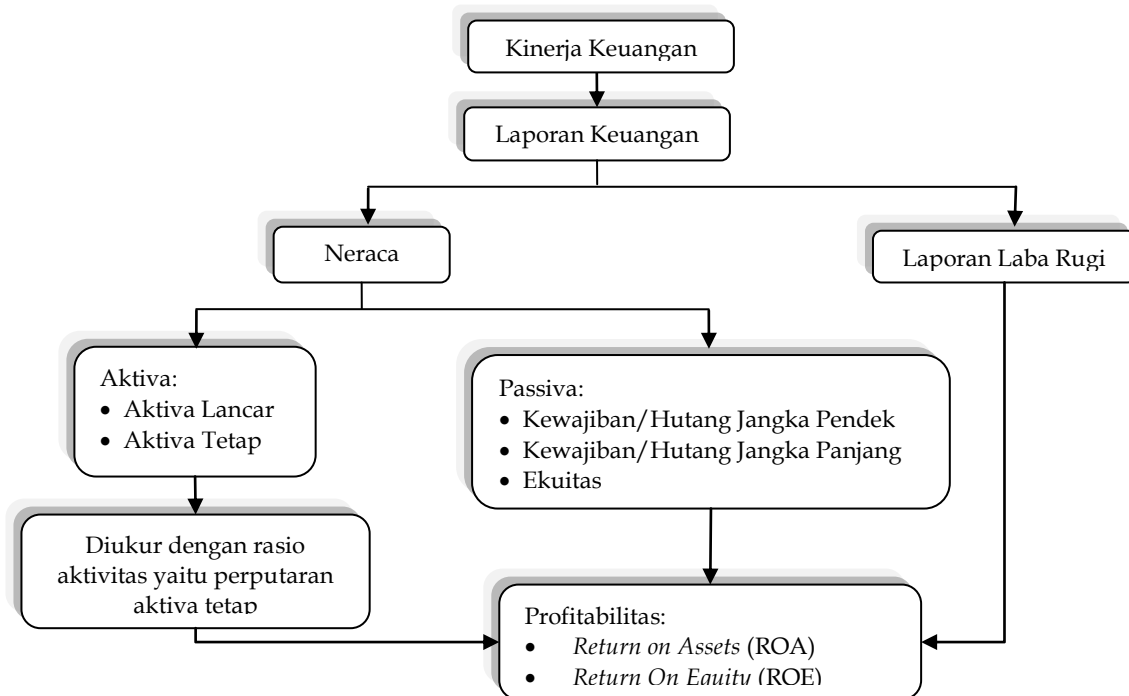 Kinerja Keuangan
Laporan Keuangan
Neraca
Laporan Laba Rugi
Aktiva:
• Aktiva Lancar
• Aktiva Tetap
Passiva:
• Kewajiban/Hutang Jangka Pendek
• Kewajiban/Hutang Jangka Panjang
• Ekuitas
Diukur dengan rasio
aktivitas yaitu perputaran
aktiva tetap
Profitabilitas:
• Return on Assets (ROA)
• Return On Equity (ROE)